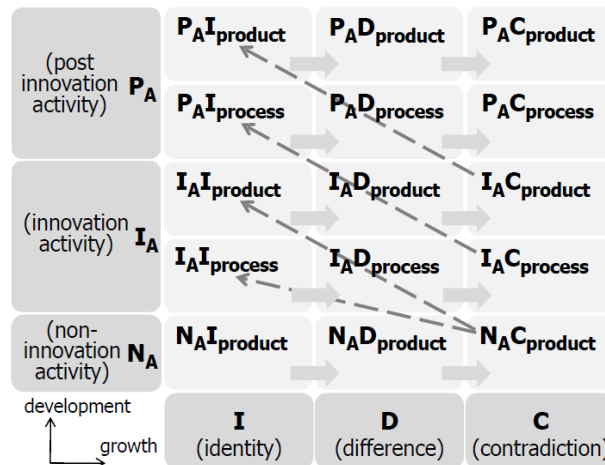 (post innovation activity) P_A
P_AI_product P_AD_product P_AC_product
P_AI_process P_AD_process P_AC_process
(innovation activity) I_A
I_AI_product I_AD_product I_AC_product
I_AI_process I_AD_process I_AC_process
(non-innovation activity) N_A
N_AI_product N_AD_product N_AC_product
development
growth
I D C
(identity) (difference) (contradiction)